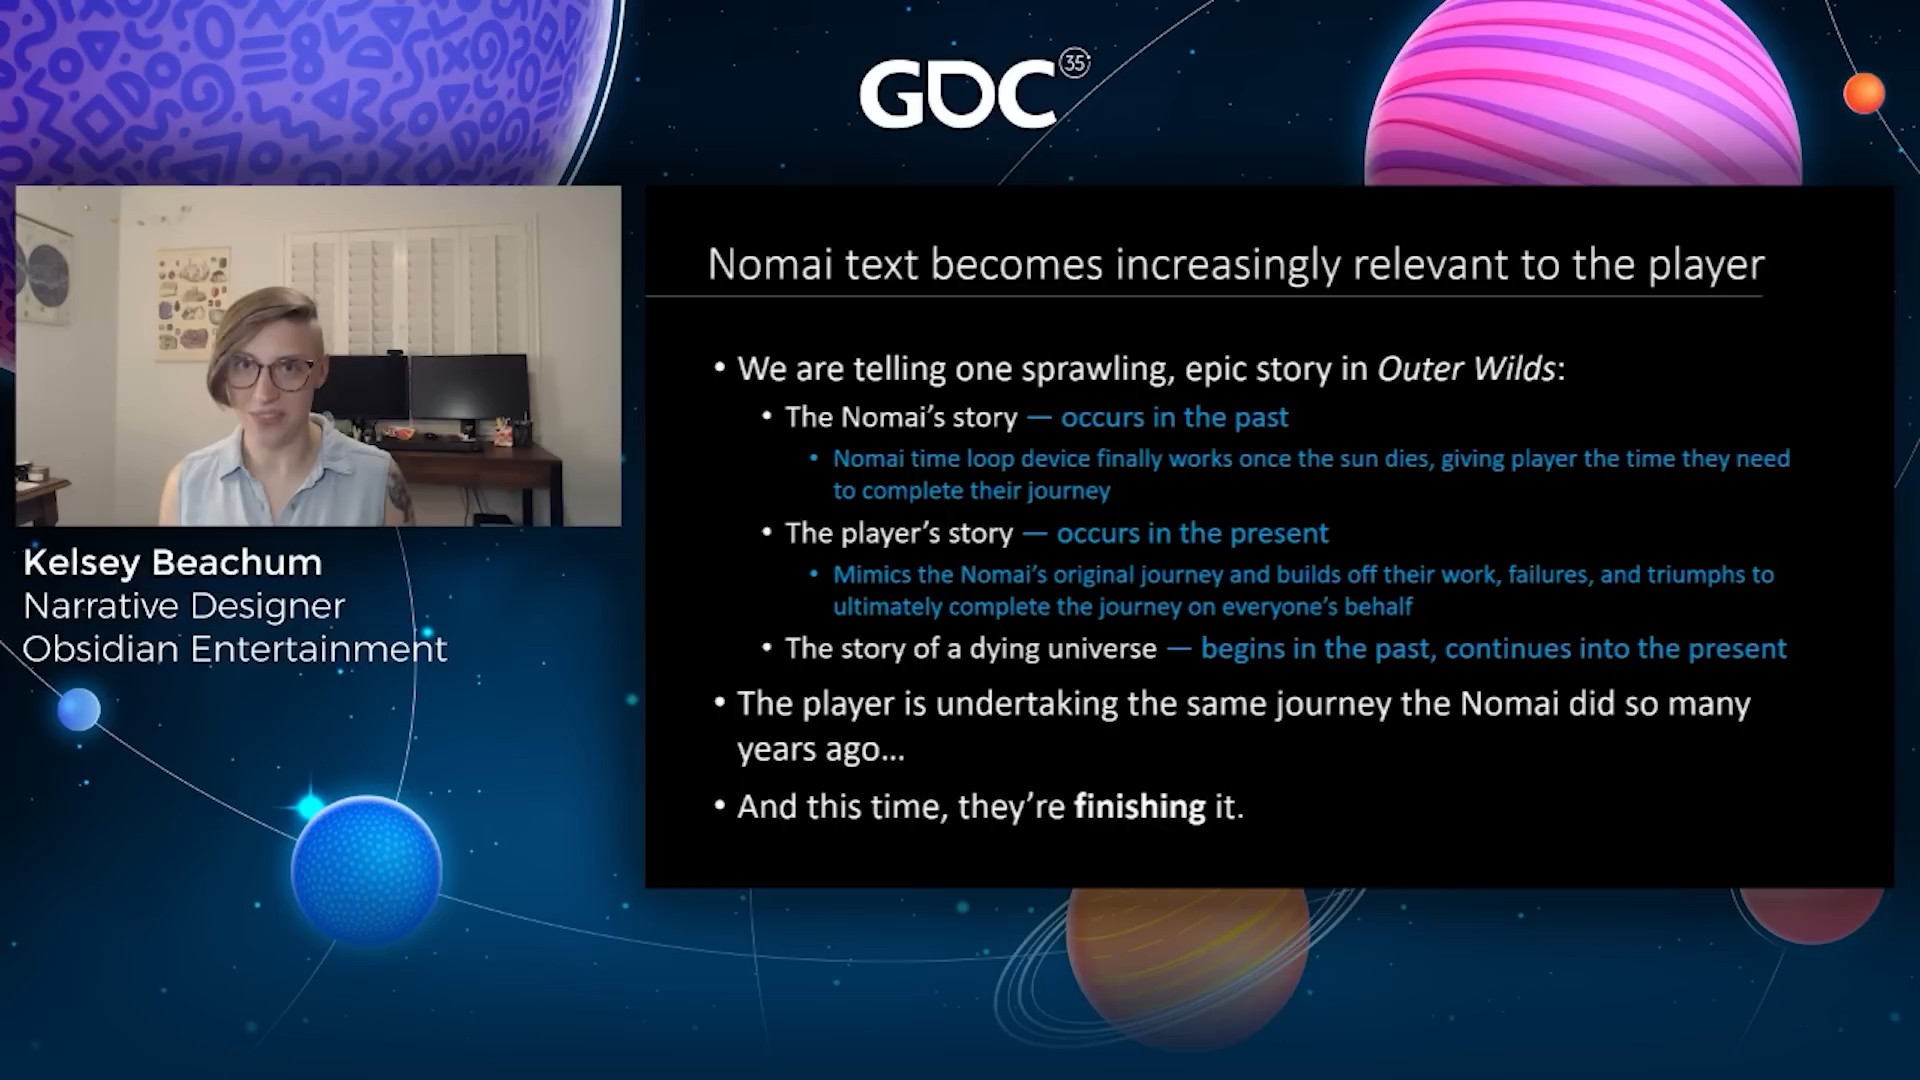 GDC 35
Nomai text becomes increasingly relevant to the player
• We are telling one sprawling, epic story in Outer Wilds:
• The Nomai’s story — occurs in the past
• Nomai time loop device finally works once the sun dies, giving player the time they need
to complete their journey
• The player’s story — occurs in the present
• Mimics the Nomai’s original journey and builds off their work, failures, and triumphs to
ultimately complete the journey on everyone’s behalf
• The story of a dying universe — begins in the past, continues into the present
• The player is undertaking the same journey the Nomai did so many
years ago...
• And this time, they’re finishing it.
Kelsey Beachum
Narrative Designer
Obsidian Entertainment